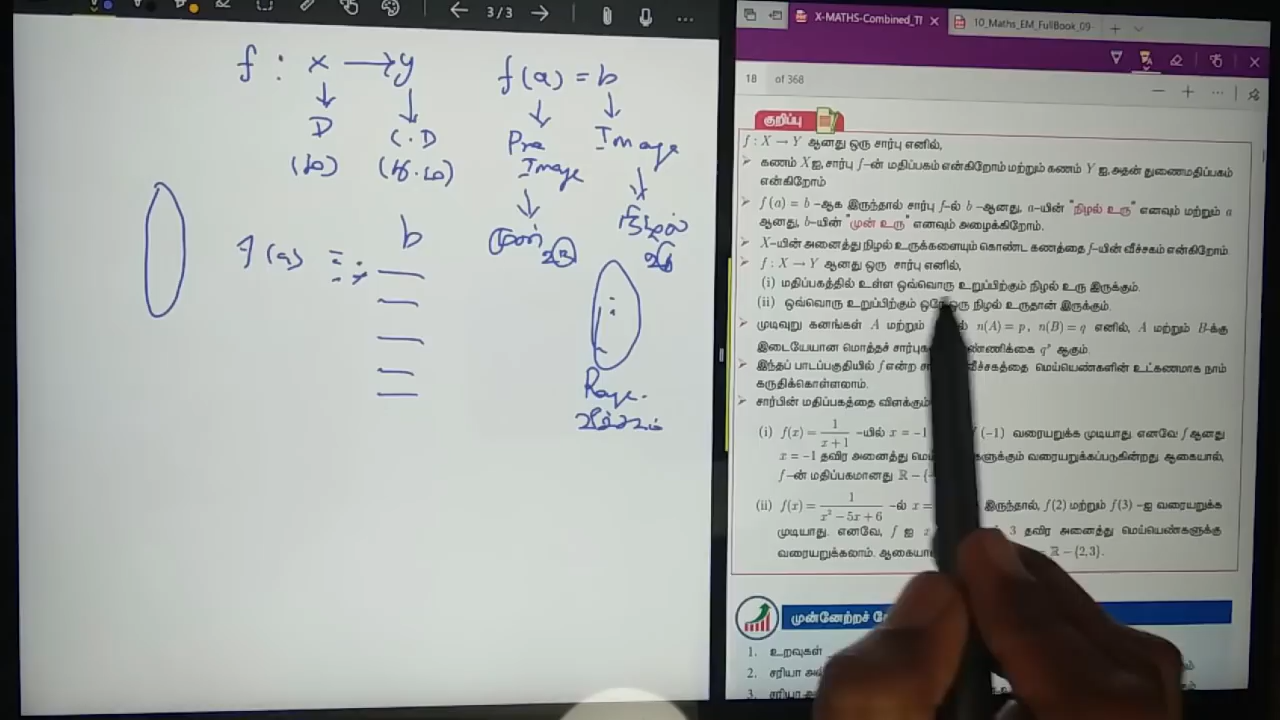 3/3
f : x → y
f(a) = b
D
C.D
Pre
Image
Image
(ம)
(து.ம)
முன்
உரு
நிழல்
உரு
b
f(a) =
Range.
வீச்சகம்
X-MATHS-Combined_T
10_Maths_EM_FullBook_09-
18 of 368
குறிப்பு
f : X → Y ஆனது ஒரு சார்பு எனில்,
கணம் X ஐ, சார்பு f-ன் மதிப்பகம் என்கிறோம் மற்றும் கணம் Y ஐ, அதன் துணைமதிப்பகம்
என்கிறோம்
f(a) = b -ஆக இருந்தால் சார்பு f-ல் b -ஆனது, a-யின் "நிழல் உரு" எனவும் மற்றும் a
ஆனது, b-யின் "முன் உரு" எனவும் அழைக்கிறோம்.
X-யின் அனைத்து நிழல் உருக்களையும் கொண்ட கணத்தை f-யின் வீச்சகம் என்கிறோம்
f : X → Y ஆனது ஒரு சார்பு எனில்,
(i) மதிப்பகத்தில் உள்ள ஒவ்வொரு உறுப்பிற்கும் நிழல் உரு இருக்கும்.
(ii) ஒவ்வொரு உறுப்பிற்கும் ஒரே ஒரு நிழல் உருதான் இருக்கும்.
முடிவுறு கணங்கள் A மற்றும் n(A) = p, n(B) = q எனில், A மற்றும் B-க்கு
இடையேயான மொத்தச் q^p ஆகும்.
இந்தப் பாடப்பகுதியில் f என்ற வீச்சகத்தை மெய்யெண்களின் உட்கணமாக நாம்
கருதிக்கொள்ளலாம்.
சார்பின் மதிப்பகத்தை விளக்கும்
(i) f(x) = 1/(x+1) -யில் x = -1 (-1) வரையறுக்க முடியாது எனவே f ஆனது
x = -1 தவிர அனைத்து வரையறுக்கப்படுகின்றது ஆகையால்,
f-ன் மதிப்பகமானது ℝ - {
(ii) f(x) = 1/(x² - 5x + 6) -ல் x = இருந்தால், f(2) மற்றும் f(3) -ஐ வரையறுக்க
முடியாது. எனவே, f ஐ 3 தவிர அனைத்து மெய்யெண்களுக்கு
வரையறுக்கலாம். ℝ - {2,3}.
1. உறவுகள்
2.
3.